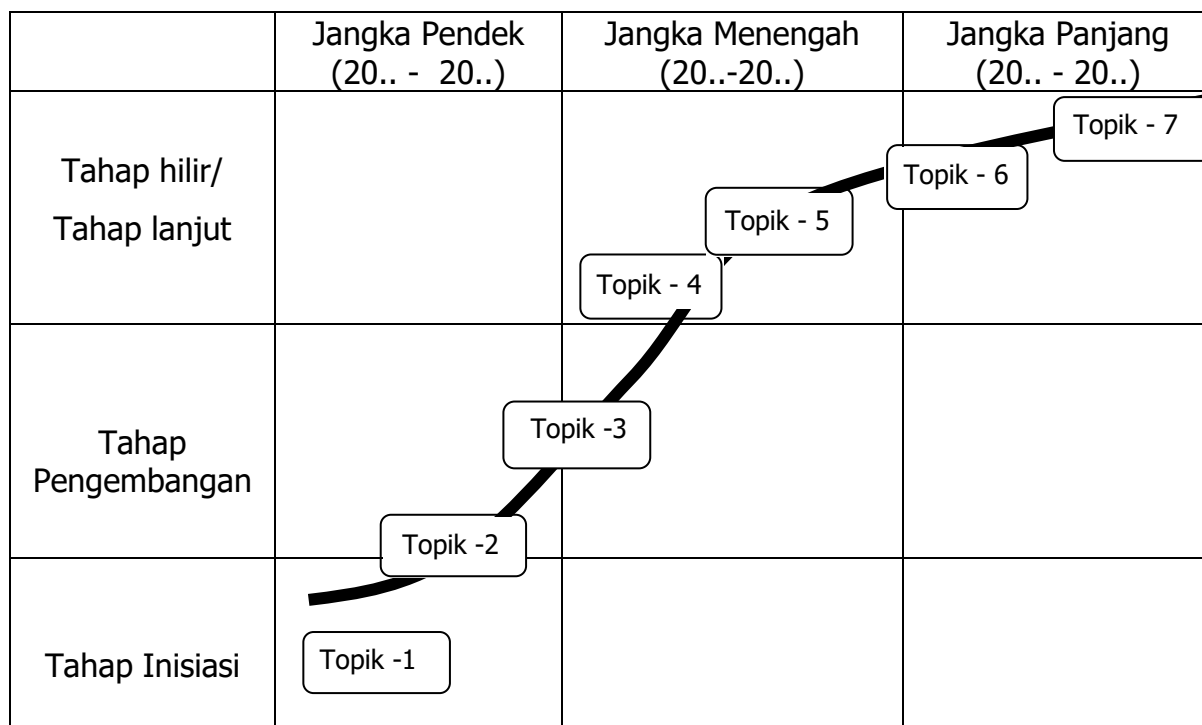 Jangka Pendek
(20.. -  20..)
Jangka Menengah
(20..-20..)
Jangka Panjang
(20.. - 20..)
Tahap hilir/
Tahap lanjut
Topik - 7
Topik - 6
Topik - 5
Topik - 4
Tahap
Pengembangan
Topik -3
Topik -2
Tahap Inisiasi
Topik -1